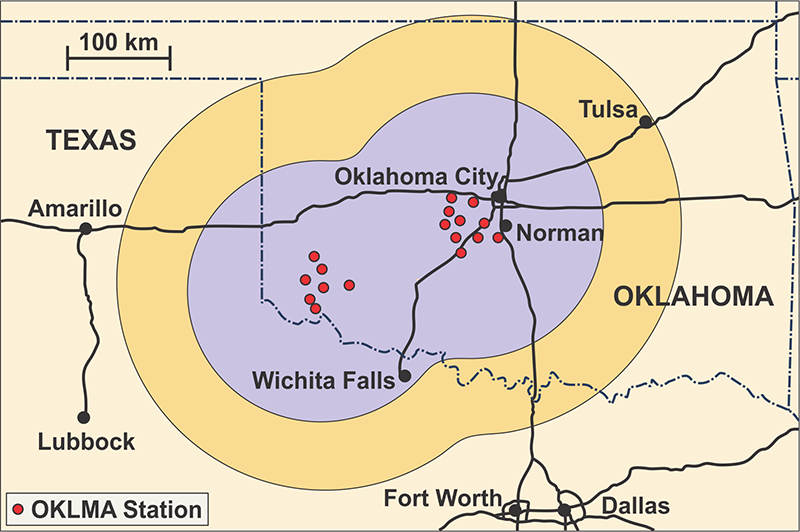 100 km
Tulsa
TEXAS
Oklahoma City
Amarillo
Norman
OKLAHOMA
Wichita Falls
Lubbock
Fort Worth
Dallas
OKLMA Station